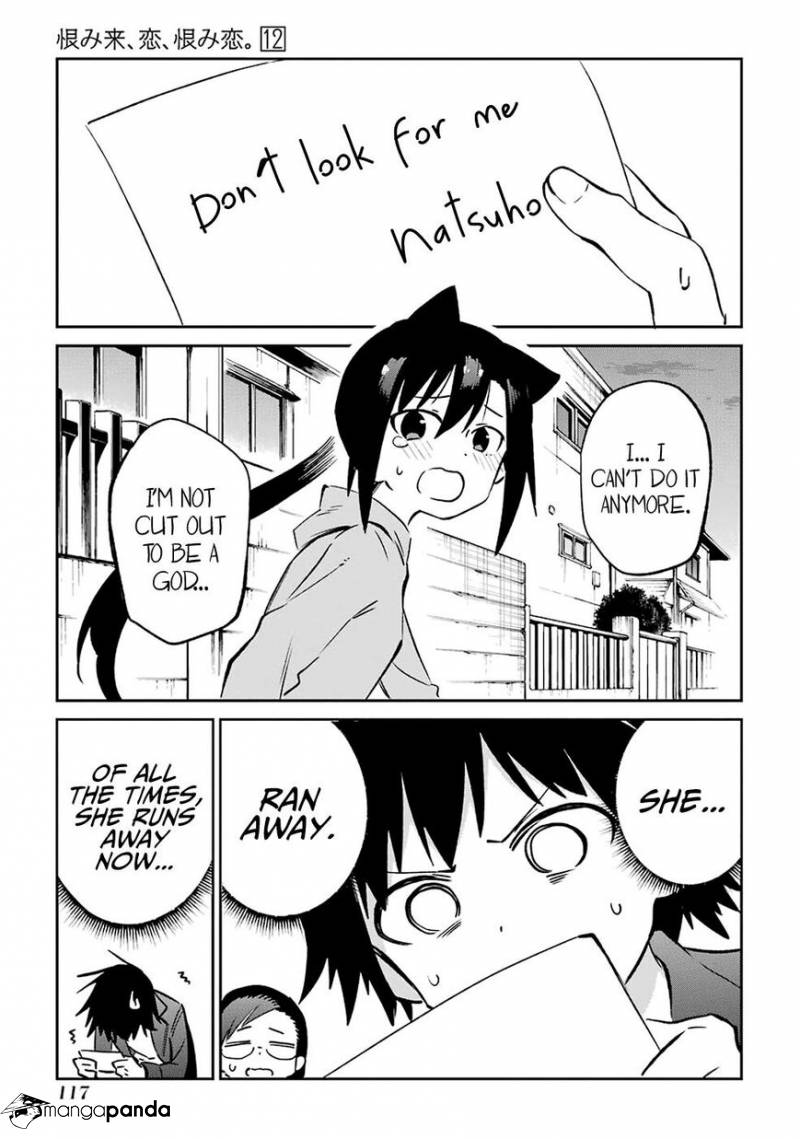 恨み来、恋、恨み恋。12
Don't look for me
natsuho
I... I
CAN'T DO IT
ANYMORE.
I'M NOT
CUT OUT
TO BE A
GOD...
SHE...
RAN
AWAY.
OF ALL
THE TIMES,
SHE RUNS
AWAY
NOW...
117
mangapanda